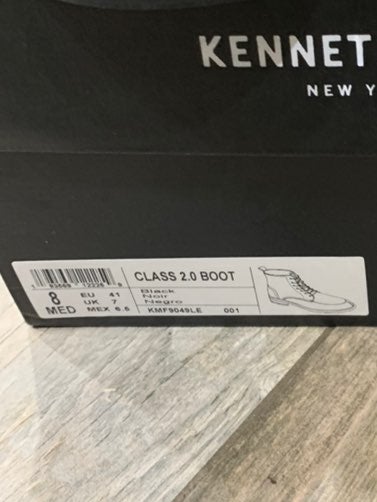 KENNET
NEW Y
CLASS 2.0 BOOT
8 EU 41
MED UK 7
MEX 6.5
Black
Noir
Negro
KMF9049LE 001